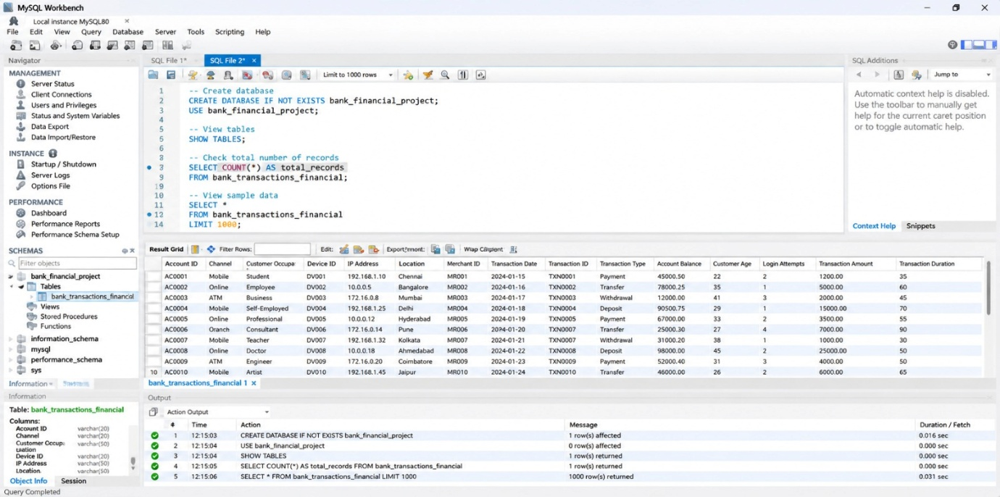 MySQL Workbench
Local instance MySQL80 ×
File Edit View Query Database Server Tools Scripting Help
Navigator
MANAGEMENT
Server Status
Client Connections
Users and Privileges
Status and System Variables
Data Export
Data Import/Restore
INSTANCE
Startup / Shutdown
Server Logs
Options File
PERFORMANCE
Dashboard
Performance Reports
Performance Schema Setup
SCHEMAS
Filter objects
bank_financial_project
Tables
bank_transactions_financial
Views
Stored Procedures
Functions
information_schema
mysql
performance_schema
sys
Information
Information
Table: bank_transactions_financial
Columns:
Account ID varchar(20)
Channel varchar(20)
Customer Occupa varchar(50)
uation
Device ID varchar(20)
IP Address varchar(50)
Location. varchar(50)
Object Info Session
Query Completed
SQL File 1* SQL File 2* ×
Limit to 1000 rows
1 -- Create database
2 CREATE DATABASE IF NOT EXISTS bank_financial_project;
3 USE bank_financial_project;
4
5 -- View tables
6 SHOW TABLES;
8 -- Check total number of records
SELECT COUNT(*) AS total_records
9 FROM bank_transactions_financial;
19
10 -- View sample data
11 SELECT *
12 FROM bank_transactions_financial
14 LIMIT 1000;
SQL Additions
Jump to
Automatic context help is disabled.
Use the toolbar to manually get
help for the current caret position
or to toggle automatic help.
Context Help Snippets
Result Grid Filter Rows: Edit:
Account ID Channel Customer Occupa Device ID IP Address Location Merchant ID Transaction Date Transaction ID Transaction Type Account Balance Customer Age Login Attempts Transaction Amount Transaction Duration
AC0001 Mobile Student DV001 192.168.1.10 Chennai MR001 2024-01-15 TXN0001 Payment 45000.50 22 2 1200.00 35
AC0002 Online Employee DV002 10.0.0.5 Bangalore MR002 2024-01-16 TXN0002 Transfer 78000.25 35 1 5000.00 60
AC0003 ATM Business DV003 172.16.0.8 Mumbai MR003 2024-01-17 TXN0003 Withdrawal 12000.00 41 3 2000.00 45
AC0004 Mobile Self-Employed DV004 192.168.1.25 Delhi MR004 2024-01-18 TXN0004 Deposit 90500.75 29 1 15000.00 70
AC0005 Online Professional DV005 10.0.0.12 Hyderabad MR005 2024-01-19 TXN0005 Payment 67000.00 33 2 3500.00 55
AC0006 Oranch Consultant DV006 172.16.0.14 Pune MR006 2024-01-20 TXN0007 Transfer 25000.30 27 4 7000.00 90
AC0007 Mobile Teacher DV007 192.168.1.32 Kolkata MR007 2024-01-21 TXN0007 Withdrawal 31000.20 38 1 1000.00 30
AC0008 Online Doctor DV008 10.0.0.18 Ahmedabad MR008 2024-01-22 TXN0008 Deposit 98000.00 45 2 25000.00 50
AC0009 ATM Engineer DV009 172.16.0.20 Coimbatore MR009 2024-01-23 TXN0009 Payment 52000.40 31 3 4000.00 50
10 AC0010 Mobile Artist DV010 192.168.1.45 Jaipur MR010 2024-01-24 TXN0010 Transfer 46000.00 26 2 6000.00 65
bank_transactions_financial 1 ×
Output
Action Output
# Time Action Message Duration / Fetch
1 12:15:03 CREATE DATABASE IF NOT EXISTS bank_financial_project 1 row(s) affected 0.016 sec
2 12:15:04 USE bank_financial_project 0 row(s) affected 0.000 sec
3 12:15:04 SHOW TABLES 1 row(s) returned 0.000 sec
4 12:15:05 SELECT COUNT(*) AS total_records FROM bank_transactions_financial 1 row(s) returned 0.000 sec
5 12:15:06 SELECT * FROM bank_transactions_financial LIMIT 1000 1000 row(s) returned 0.031 sec